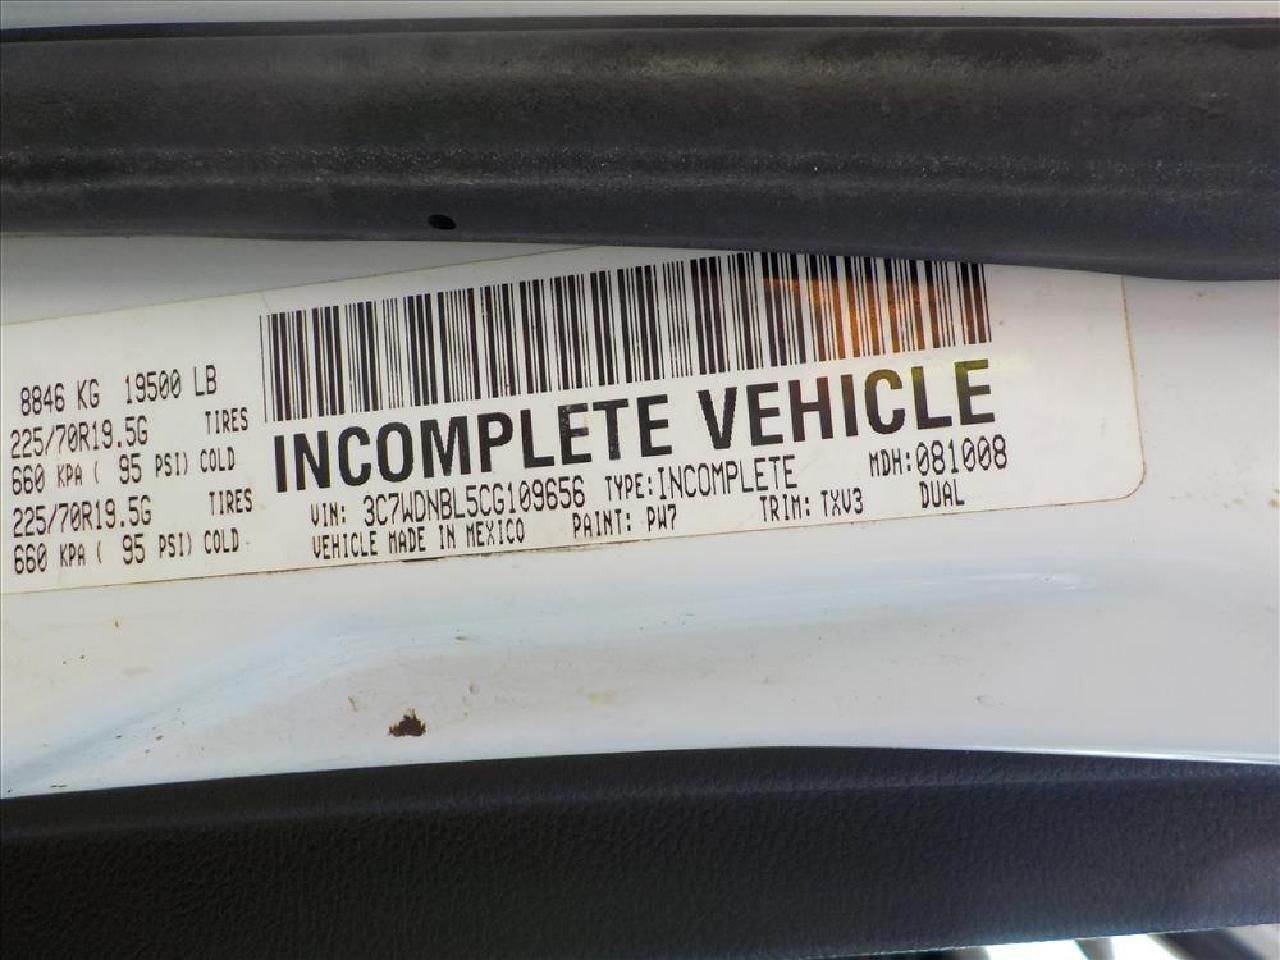 8846 KG 19500 LB
225/70R19.5G TIRES
660 KPA ( 95 PSI) COLD
225/70R19.5G TIRES
660 KPA ( 95 PSI) COLD
INCOMPLETE VEHICLE
VIN: 3C7WDNBL5CG109656 TYPE: INCOMPLETE MDH: 081008
VEHICLE MADE IN MEXICO PAINT: PW7 TRIM: TXV3 DUAL